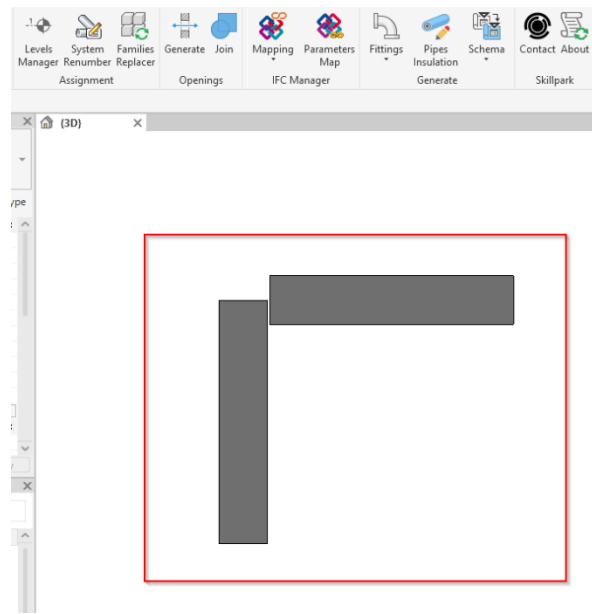 Levels System Families Generate Join Mapping Parameters Fittings Pipes Schema Contact About
Manager Renumber Replacer Map Insulation
Assignment Openings IFC Manager Generate Skillpark
(3D)